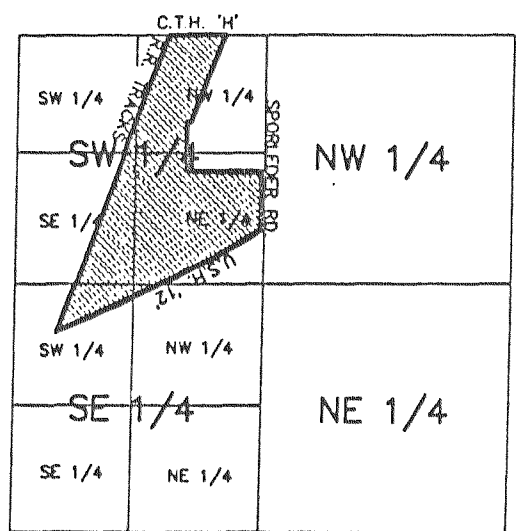 C.T.H. 'H'
R.R. TRACKS
SW 1/4
NW 1/4
SPORLEDER RD
SW 1/4
NW 1/4
SE 1/4
NE 1/4
U.S.H. '12'
SW 1/4
NW 1/4
SE 1/4
NE 1/4
SE 1/4
NE 1/4